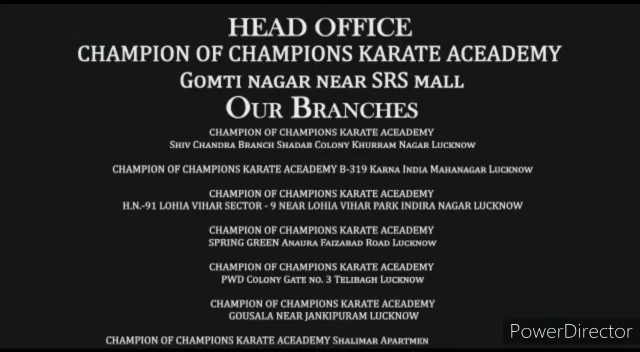 HEAD OFFICE
CHAMPION OF CHAMPIONS KARATE ACEADEMY
GOMTI NAGAR NEAR SRS MALL
OUR BRANCHES
CHAMPION OF CHAMPIONS KARATE ACEADEMY
SHIV CHANDRA BRANCH SHADAB COLONY KHURRAM NAGAR LUCKNOW
CHAMPION OF CHAMPIONS KARATE ACEADEMY B-319 KARNA INDIA MAHANAGAR LUCKNOW
CHAMPION OF CHAMPIONS KARATE ACEADEMY
H.N.-91 LOHIA VIHAR SECTOR - 9 NEAR LOHIA VIHAR PARK INDIRA NAGAR LUCKNOW
CHAMPION OF CHAMPIONS KARATE ACEADEMY
SPRING GREEN ANAURA FAIZABAD ROAD LUCKNOW
CHAMPION OF CHAMPIONS KARATE ACEADEMY
PWD COLONY GATE NO. 3 TELIBAGH LUCKNOW
CHAMPION OF CHAMPIONS KARATE ACEADEMY
GOUSALA NEAR JANKIPURAM LUCKNOW
CHAMPION OF CHAMPIONS KARATE ACEADEMY SHALIMAR APARTMEN
PowerDirector